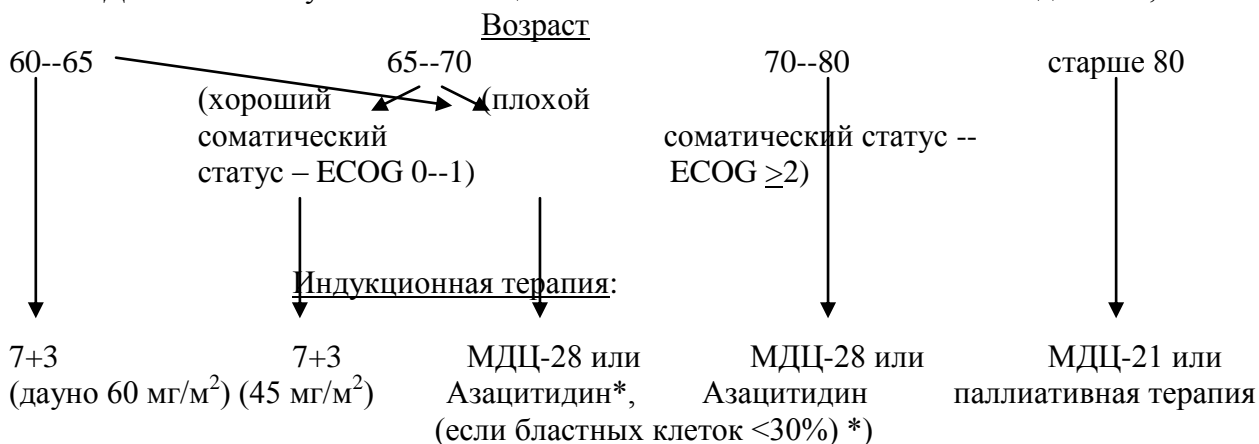 Возраст
60--65 65--70 70--80 старше 80
(хороший (плохой
соматический соматический статус --
статус – ECOG 0--1) ECOG >2)
Индукционная терапия:
7+3 7+3 МДЦ-28 или МДЦ-28 или МДЦ-21 или
(дауно 60 мг/м²) (45 мг/м²) Азацитидин*, Азацитидин паллиативная терапия
(если бластных клеток <30%) *)